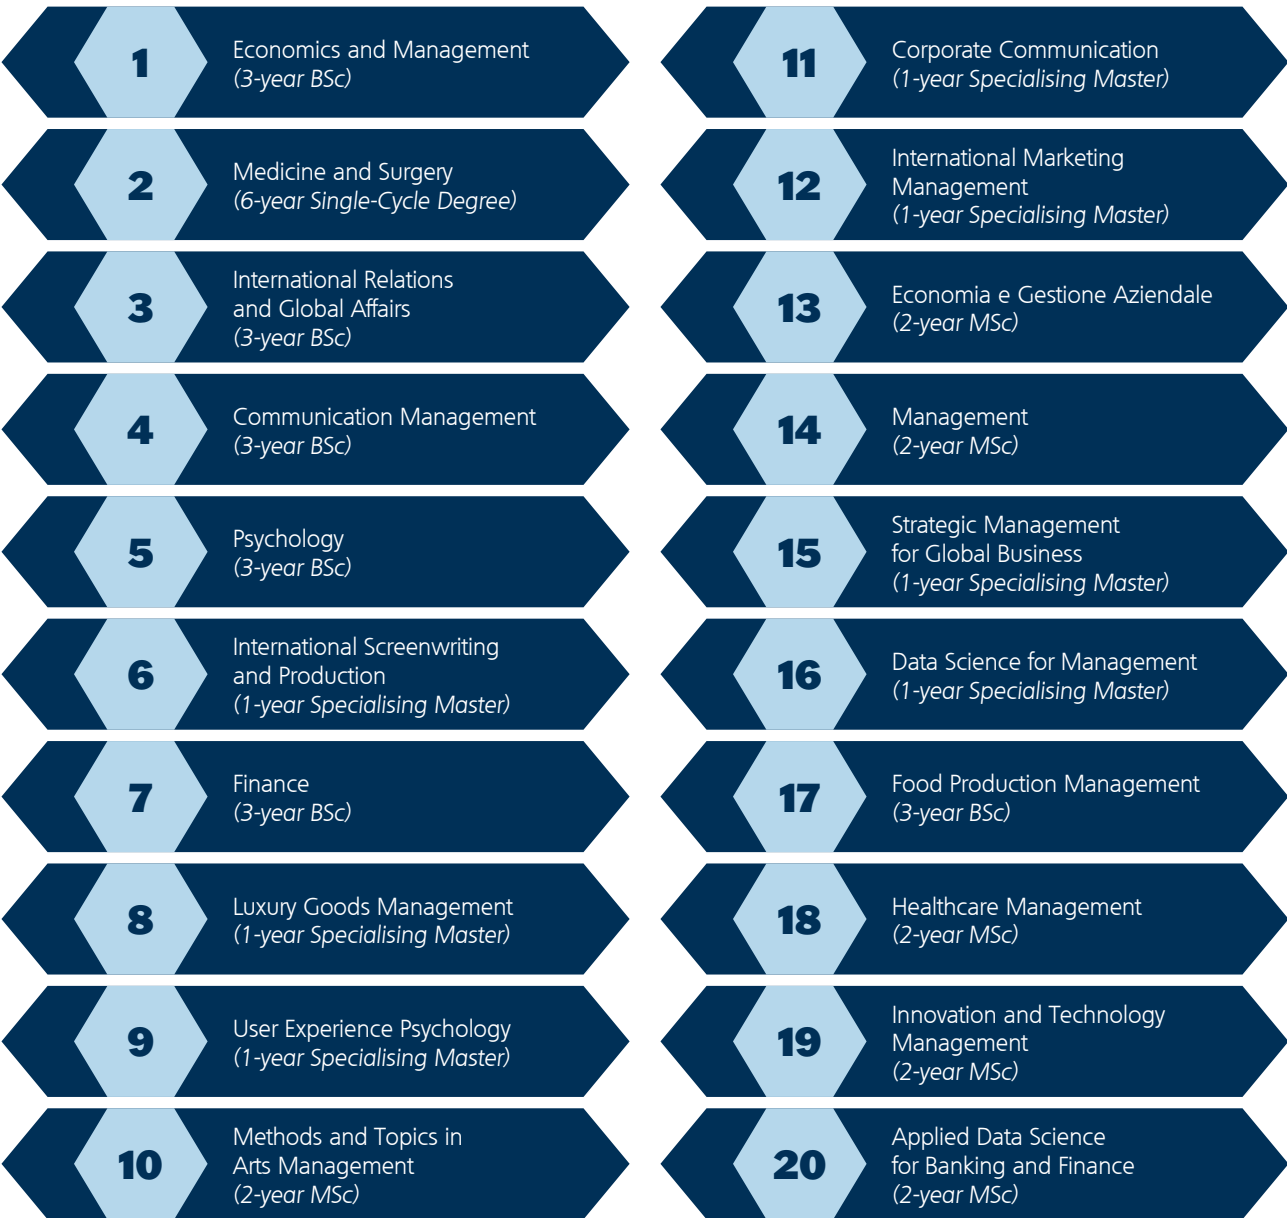 1
Economics and Management
(3-year BSc)
2
Medicine and Surgery
(6-year Single-Cycle Degree)
3
International Relations
and Global Affairs
(3-year BSc)
4
Communication Management
(3-year BSc)
5
Psychology
(3-year BSc)
6
International Screenwriting
and Production
(1-year Specialising Master)
7
Finance
(3-year BSc)
8
Luxury Goods Management
(1-year Specialising Master)
9
User Experience Psychology
(1-year Specialising Master)
10
Methods and Topics in
Arts Management
(2-year MSc)
11
Corporate Communication
(1-year Specialising Master)
12
International Marketing
Management
(1-year Specialising Master)
13
Economia e Gestione Aziendale
(2-year MSc)
14
Management
(2-year MSc)
15
Strategic Management
for Global Business
(1-year Specialising Master)
16
Data Science for Management
(1-year Specialising Master)
17
Food Production Management
(3-year BSc)
18
Healthcare Management
(2-year MSc)
19
Innovation and Technology
Management
(2-year MSc)
20
Applied Data Science
for Banking and Finance
(2-year MSc)